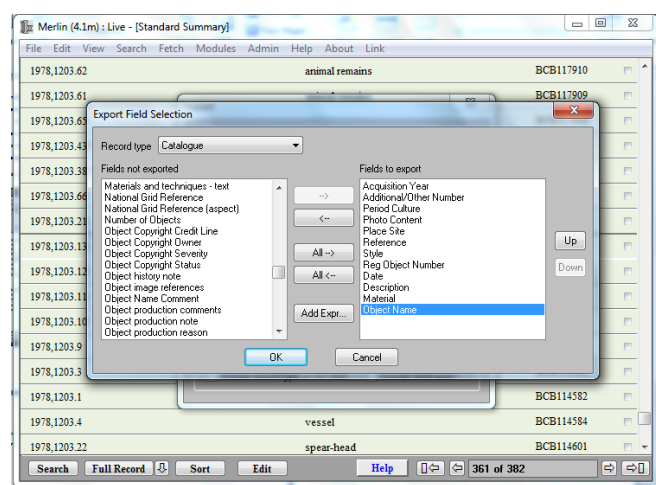 Merlin (4.1m) : Live - [Standard Summary]
File Edit View Search Fetch Modules Admin Help About Link
1978,1203.62 animal remains BCB117910
1978,1203.61 BCB117909
1978,1203.65
Export Field Selection
1978,1203.43
Record type Catalogue
1978,1203.38
Fields not exported Fields to export
Materials and techniques - text
National Grid Reference
National Grid Reference (aspect)
Number of Objects
Object Copyright Credit Line
Object Copyright Owner
Object Copyright Severity
Object Copyright Status
Object history note
Object image references
Object Name Comment
Object production comments
Object production note
Object production reason
-->
<--
All -->
All <--
Add Expr...
Acquisition Year
Additional/Other Number
Period Culture
Photo Content
Place Site
Reference
Style
Reg Object Number
Date
Description
Material
Object Name
Up
Down
OK Cancel
1978,1203.66
1978,1203.21
1978,1203.13
1978,1203.12
1978,1203.11
1978,1203.10
1978,1203.9
1978,1203.3
1978,1203.1 BCB114582
1978,1203.4 vessel BCB114584
1978,1203.22 spear-head BCB114601
Search Full Record Sort Edit Help 361 of 382